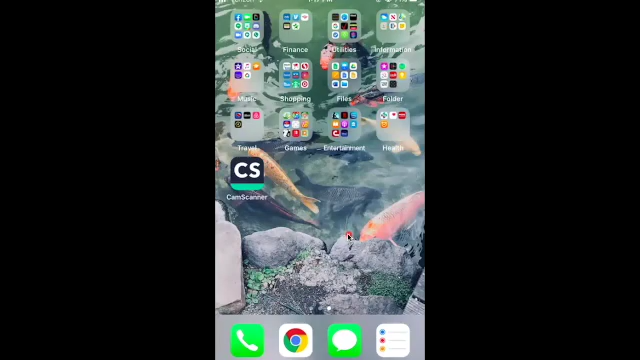 Social Finance Utilities Information
Music Shopping Files Folder
Travel Games Entertainment Health
CS
CamScanner